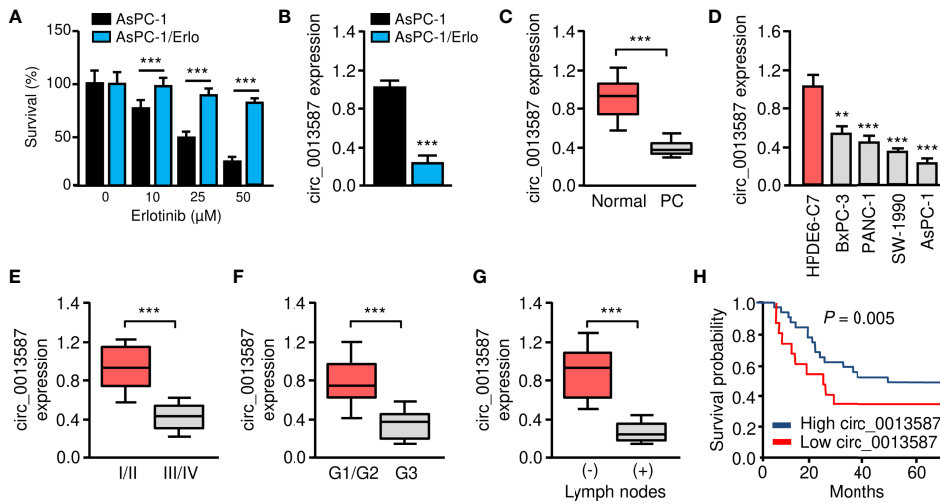 A
AsPC-1
AsPC-1/Erlo
Survival (%)
150
100
50
0
***
***
***
0
10
25
50
Erlotinib (µM)
B
AsPC-1
AsPC-1/Erlo
circ_0013587 expression
1.4
1.2
0.8
0.4
0.0
***
C
circ_0013587 expression
1.6
1.2
0.8
0.4
0.0
***
Normal
PC
D
circ_0013587 expression
1.6
1.2
0.8
0.4
0.0
**
***
***
***
HPDE6-C7
BxPC-3
PANC-1
SW-1990
AsPC-1
E
circ_0013587
expression
1.4
1.2
0.8
0.4
0.0
***
I/II
III/IV
F
circ_0013587
expression
1.4
1.2
0.8
0.4
0.0
***
G1/G2
G3
G
circ_0013587
expression
1.4
1.2
0.8
0.4
0.0
***
(-)
(+)
Lymph nodes
H
Survival probability
1.0
0.8
0.6
0.4
0.2
0.0
P = 0.005
High circ_0013587
Low circ_0013587
0
20
40
60
Months